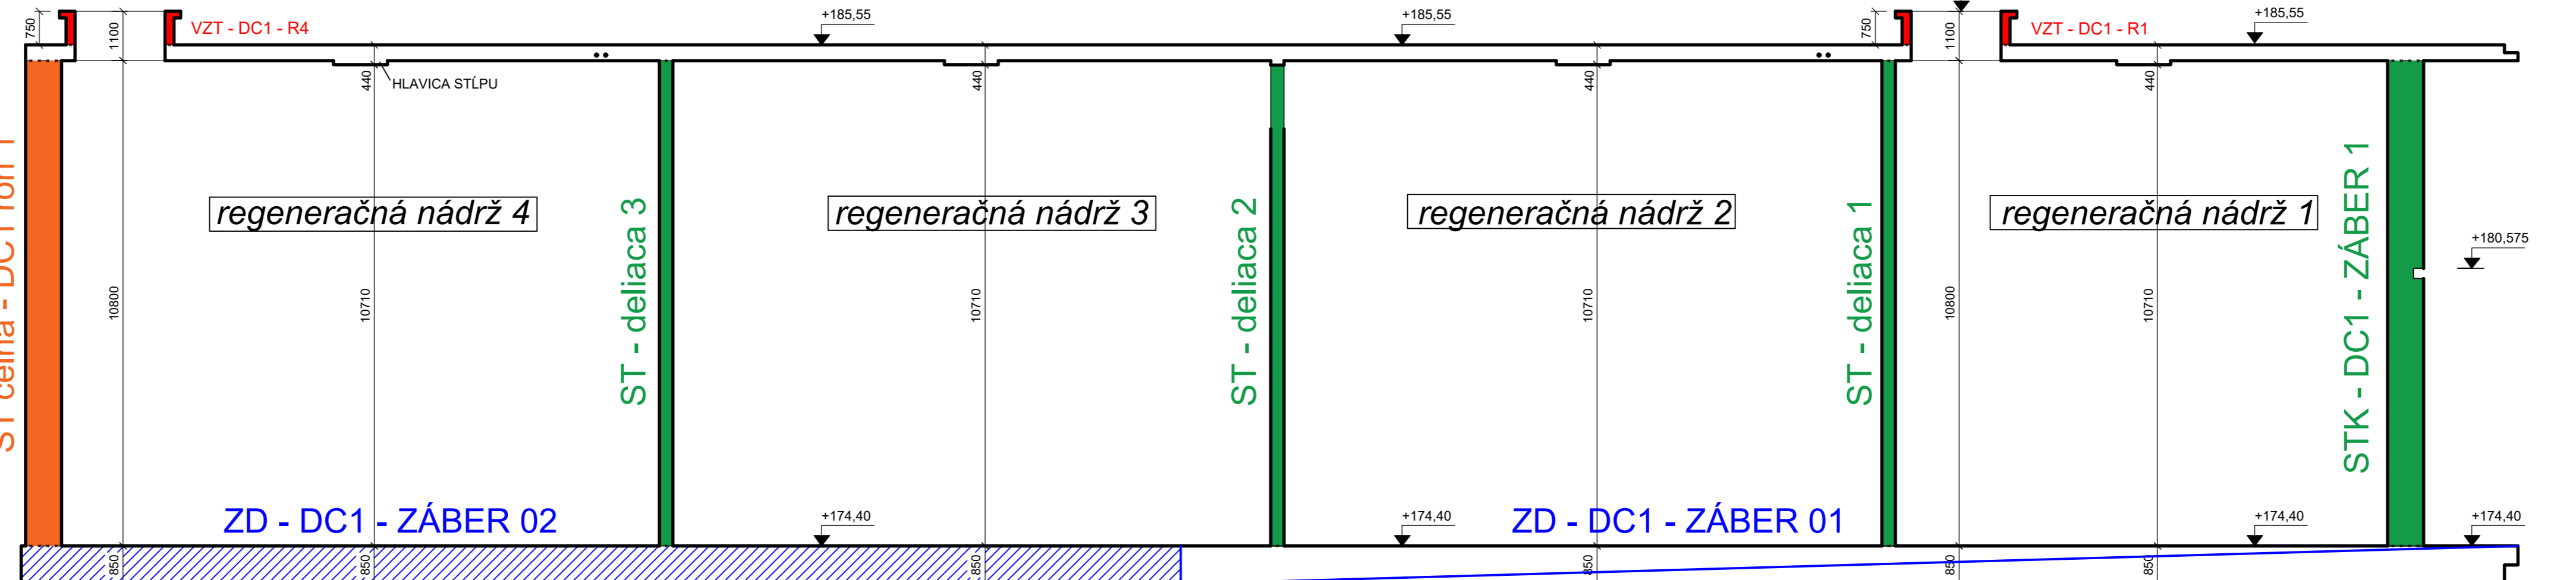 750
1100
VZT - DC1 - R4
+185,55
+185,55
750
1100
VZT - DC1 - R1
+185,55
440
HLAVICA STĹPU
440
440
440
regeneračná nádrž 4
regeneračná nádrž 3
regeneračná nádrž 2
regeneračná nádrž 1
ST - deliaca 3
ST - deliaca 2
ST - deliaca 1
STK - DC1 - ZÁBER 1
+180,575
10800
10710
10710
10710
10800
10710
ZD - DC1 - ZÁBER 02
+174,40
+174,40
ZD - DC1 - ZÁBER 01
+174,40
+174,40
850
850
850
850
850
850